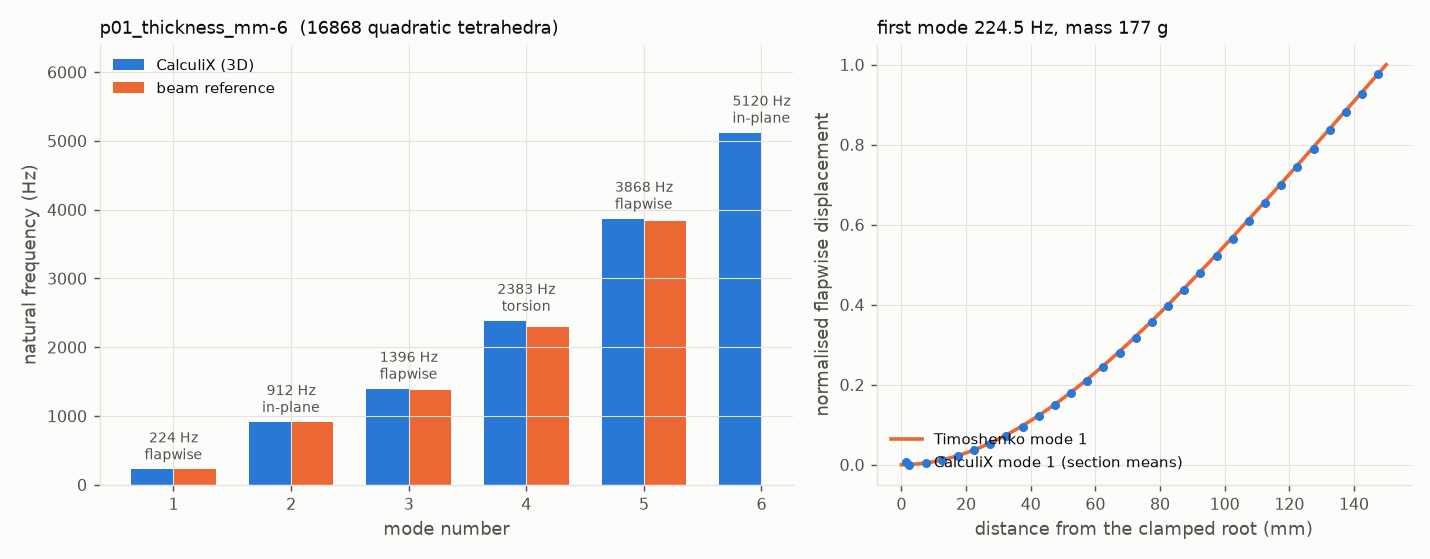 p01_thickness_mm-6 (16868 quadratic tetrahedra)
CalculiX (3D)
beam reference
natural frequency (Hz)
6000
5000
4000
3000
2000
1000
0
224 Hz
flapwise
912 Hz
in-plane
1396 Hz
flapwise
2383 Hz
torsion
3868 Hz
flapwise
5120 Hz
in-plane
1
2
3
4
5
6
mode number
first mode 224.5 Hz, mass 177 g
normalised flapwise displacement
1.0
0.8
0.6
0.4
0.2
0.0
Timoshenko mode 1
CalculiX mode 1 (section means)
0
20
40
60
80
100
120
140
distance from the clamped root (mm)